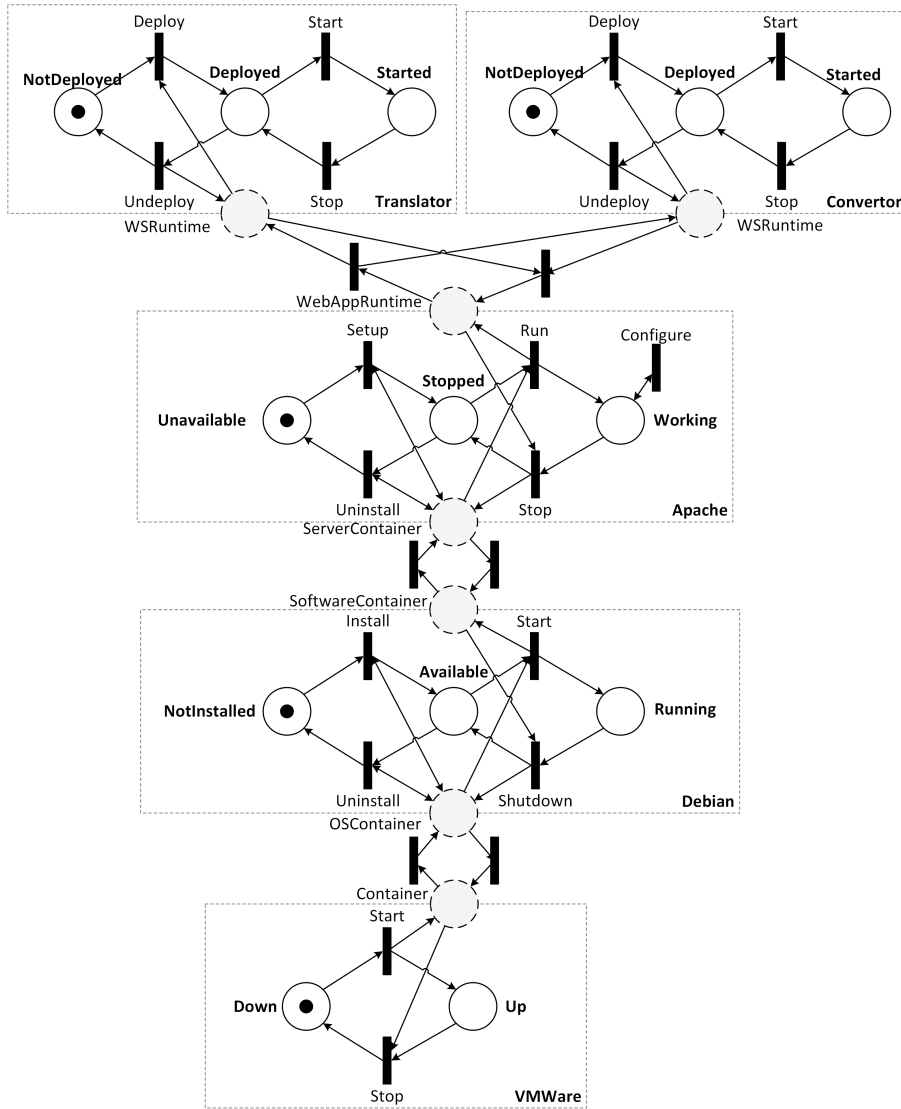 Deploy
Start
Deploy
Start
NotDeployed
Deployed
Started
NotDeployed
Deployed
Started
Undeploy
Stop
Translator
Undeploy
Stop
Convertor
WSRuntime
WSRuntime
WebAppRuntime
Setup
Run
Configure
Stopped
Unavailable
Working
Uninstall
Stop
Apache
ServerContainer
SoftwareContainer
Install
Start
Available
NotInstalled
Running
Uninstall
Shutdown
Debian
OSContainer
Container
Start
Down
Up
Stop
VMWare